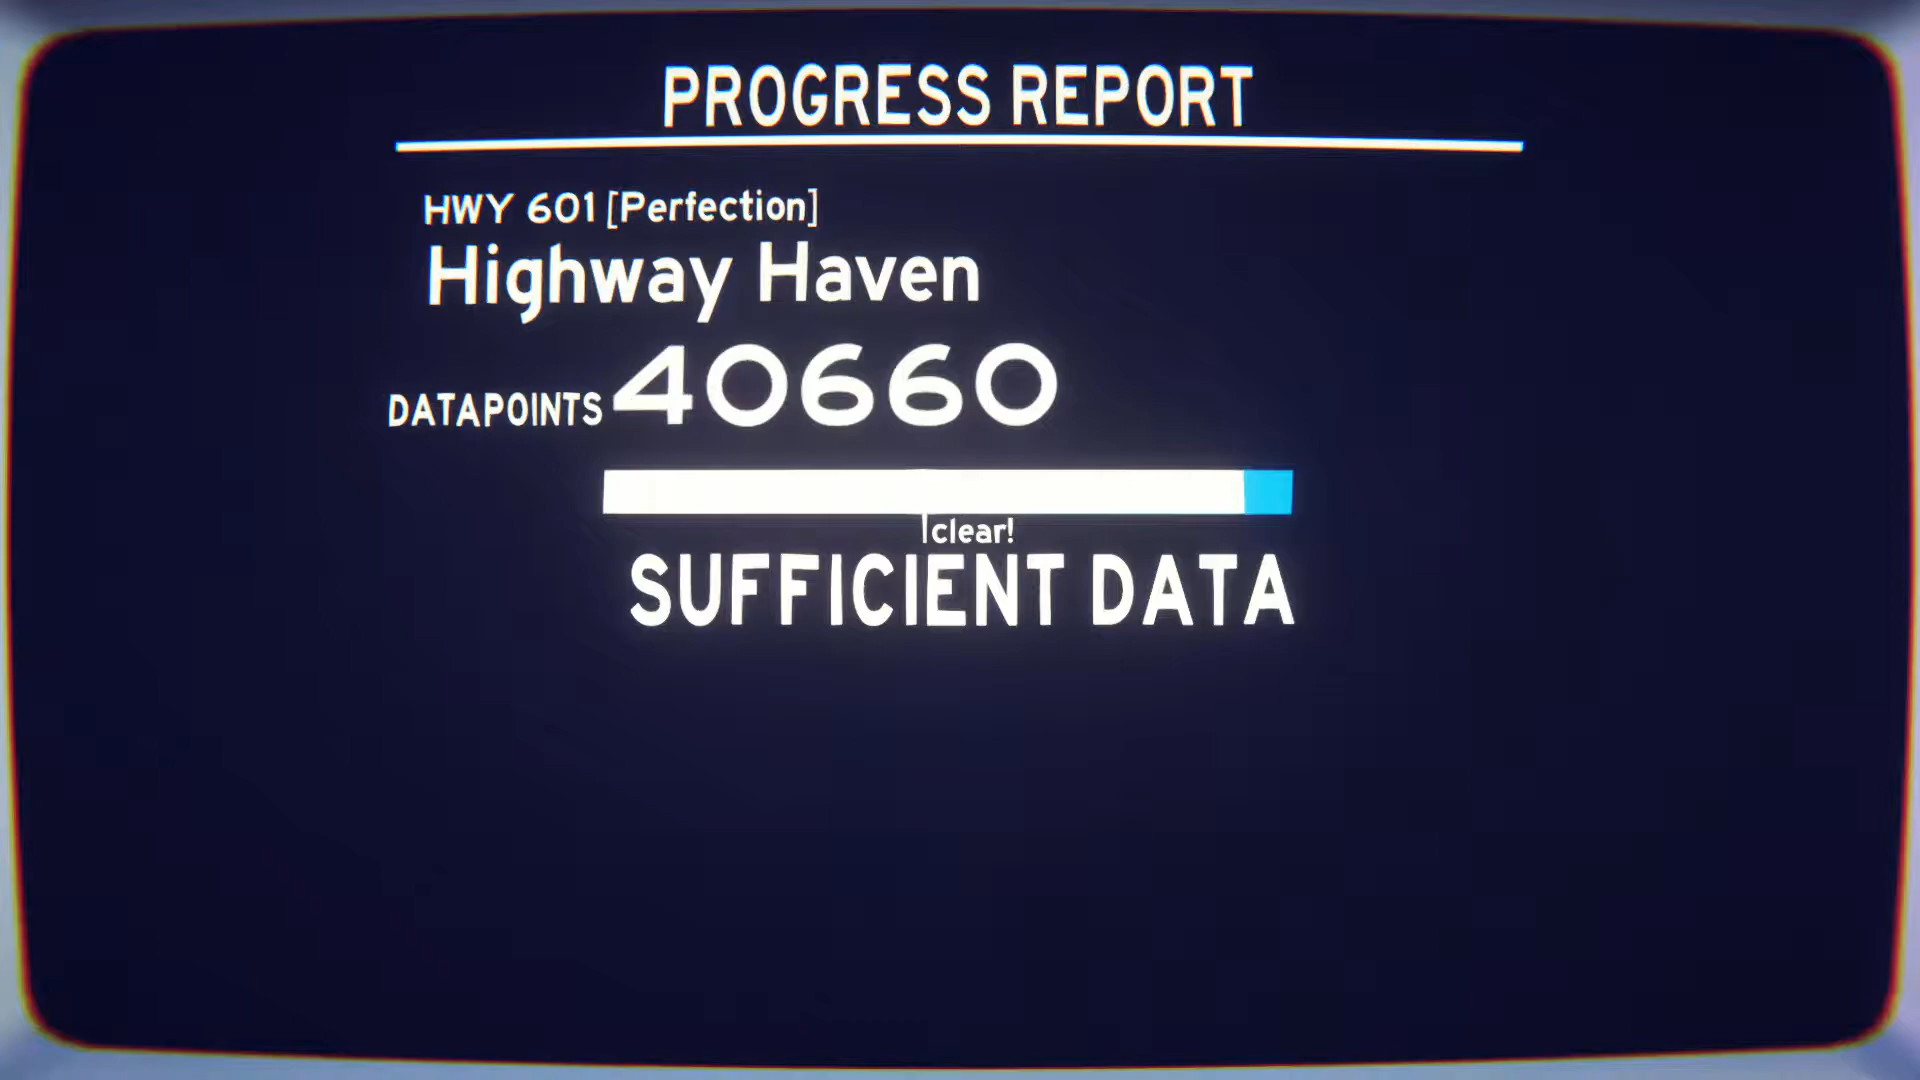 PROGRESS REPORT
HWY 601 [Perfection]
Highway Haven
DATAPOINTS 40660
clear!
SUFFICIENT DATA